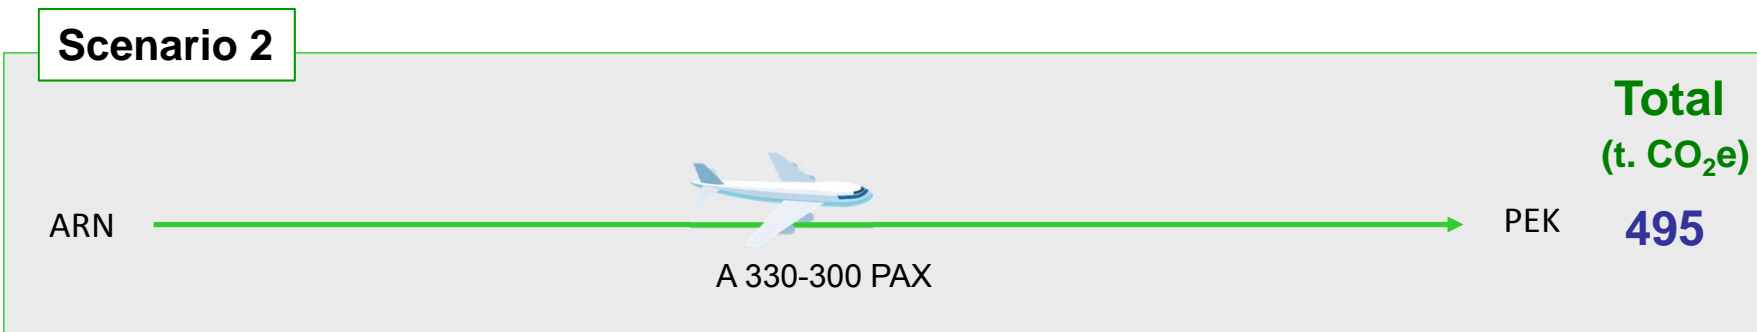 Scenario 2
Total
(t. CO₂e)
ARN
PEK
495
A 330-300 PAX